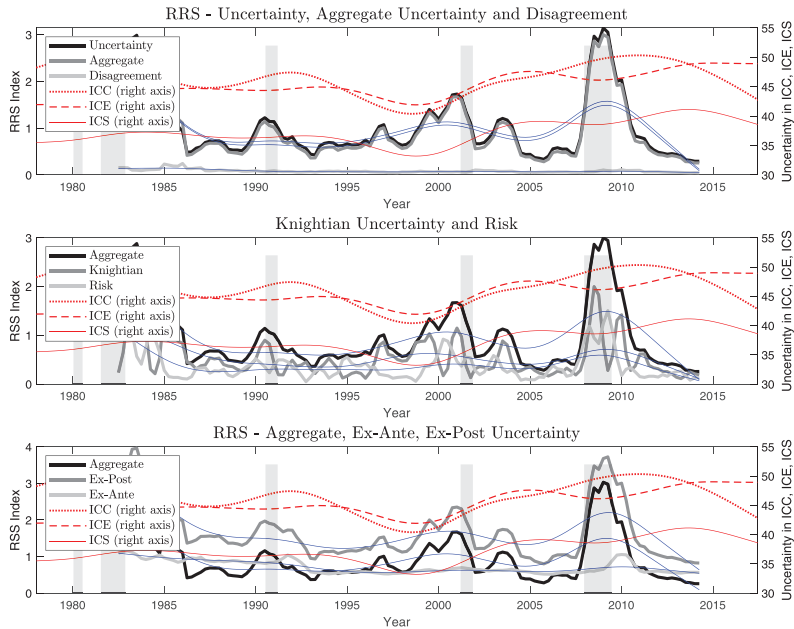 RRS - Uncertainty, Aggregate Uncertainty and Disagreement
RRS Index
3
2
1
0
Uncertainty
Aggregate
Disagreement
ICC (right axis)
ICE (right axis)
ICS (right axis)
55
50
45
40
35
30
Uncertainty in ICC, ICE, ICS
1980 1985 1990 1995 2000 2005 2010 2015
Year
Knightian Uncertainty and Risk
RSS Index
3
2
1
0
Aggregate
Knightian
Risk
ICC (right axis)
ICE (right axis)
ICS (right axis)
55
50
45
40
35
30
Uncertainty in ICC, ICE, ICS
1980 1985 1990 1995 2000 2005 2010 2015
Year
RRS - Aggregate, Ex-Ante, Ex-Post Uncertainty
RSS Index
4
3
2
1
0
Aggregate
Ex-Post
Ex-Ante
ICC (right axis)
ICE (right axis)
ICS (right axis)
55
50
45
40
35
30
Uncertainty in ICC, ICE, ICS
1980 1985 1990 1995 2000 2005 2010 2015
Year